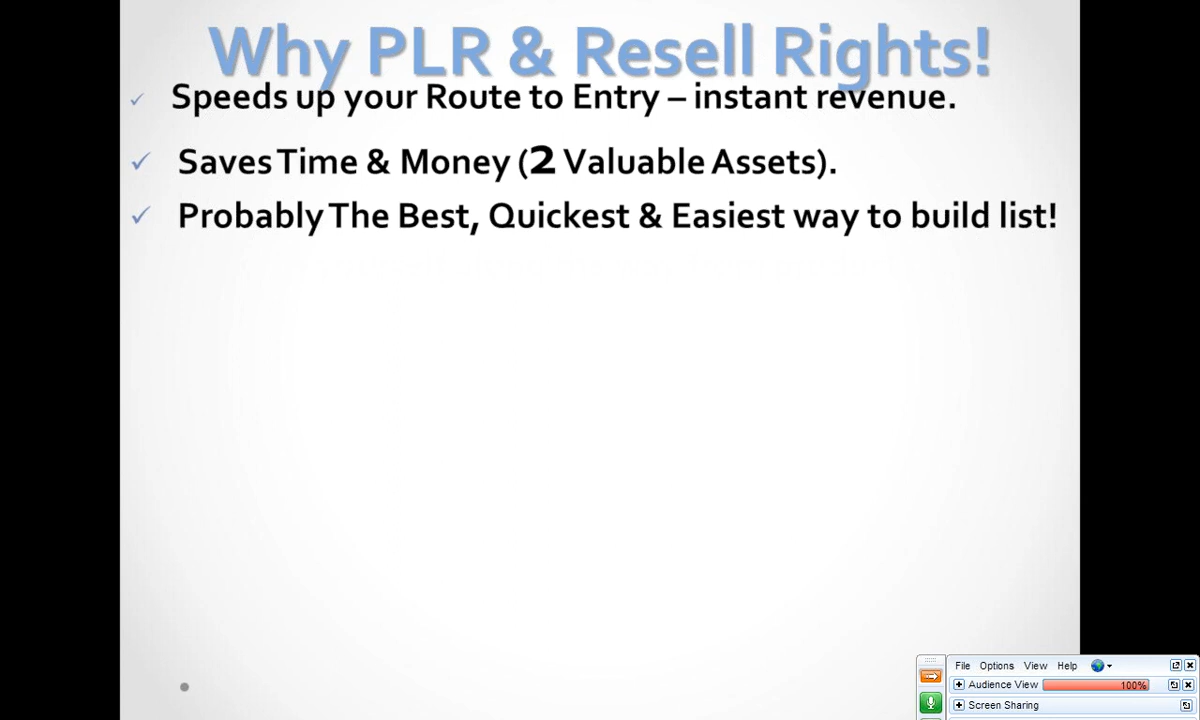 Why PLR & Resell Rights!
✓ Speeds up your Route to Entry – instant revenue.
✓ Saves Time & Money (2 Valuable Assets).
✓ Probably The Best, Quickest & Easiest way to build list!
File Options View Help
Audience View 100%
Screen Sharing